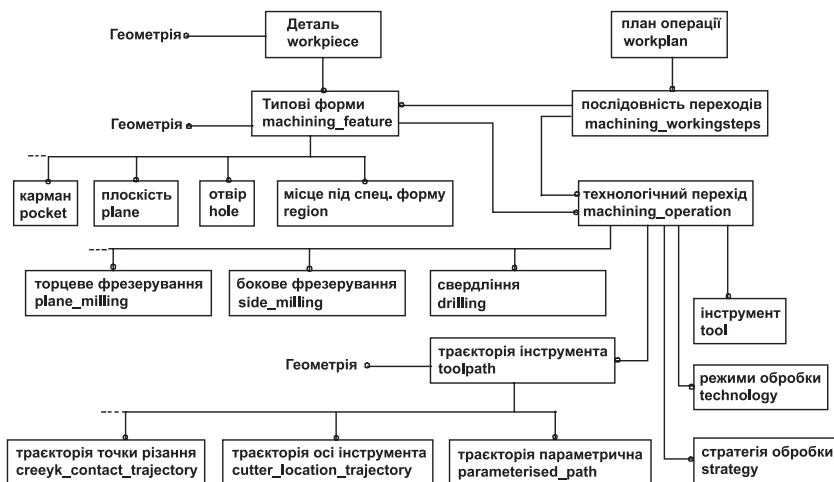 Геометрія
Деталь
workpiece
план операції
workplan
Геометрія
Типові форми
machining_feature
послідовність переходів
machining_workingsteps
карман
pocket
плоскість
plane
отвір
hole
місце під спец. форму
region
технологічний перехід
machining_operation
торцеве фрезерування
plane_milling
бокове фрезерування
side_milling
свердління
drilling
інструмент
tool
Геометрія
траєкторія інструмента
toolpath
режими обробки
technology
траєкторія точки різання
creeyk_contact_trajectory
траєкторія осі інструмента
cutter_location_trajectory
траєкторія параметрична
parameterised_path
стратегія обробки
strategy